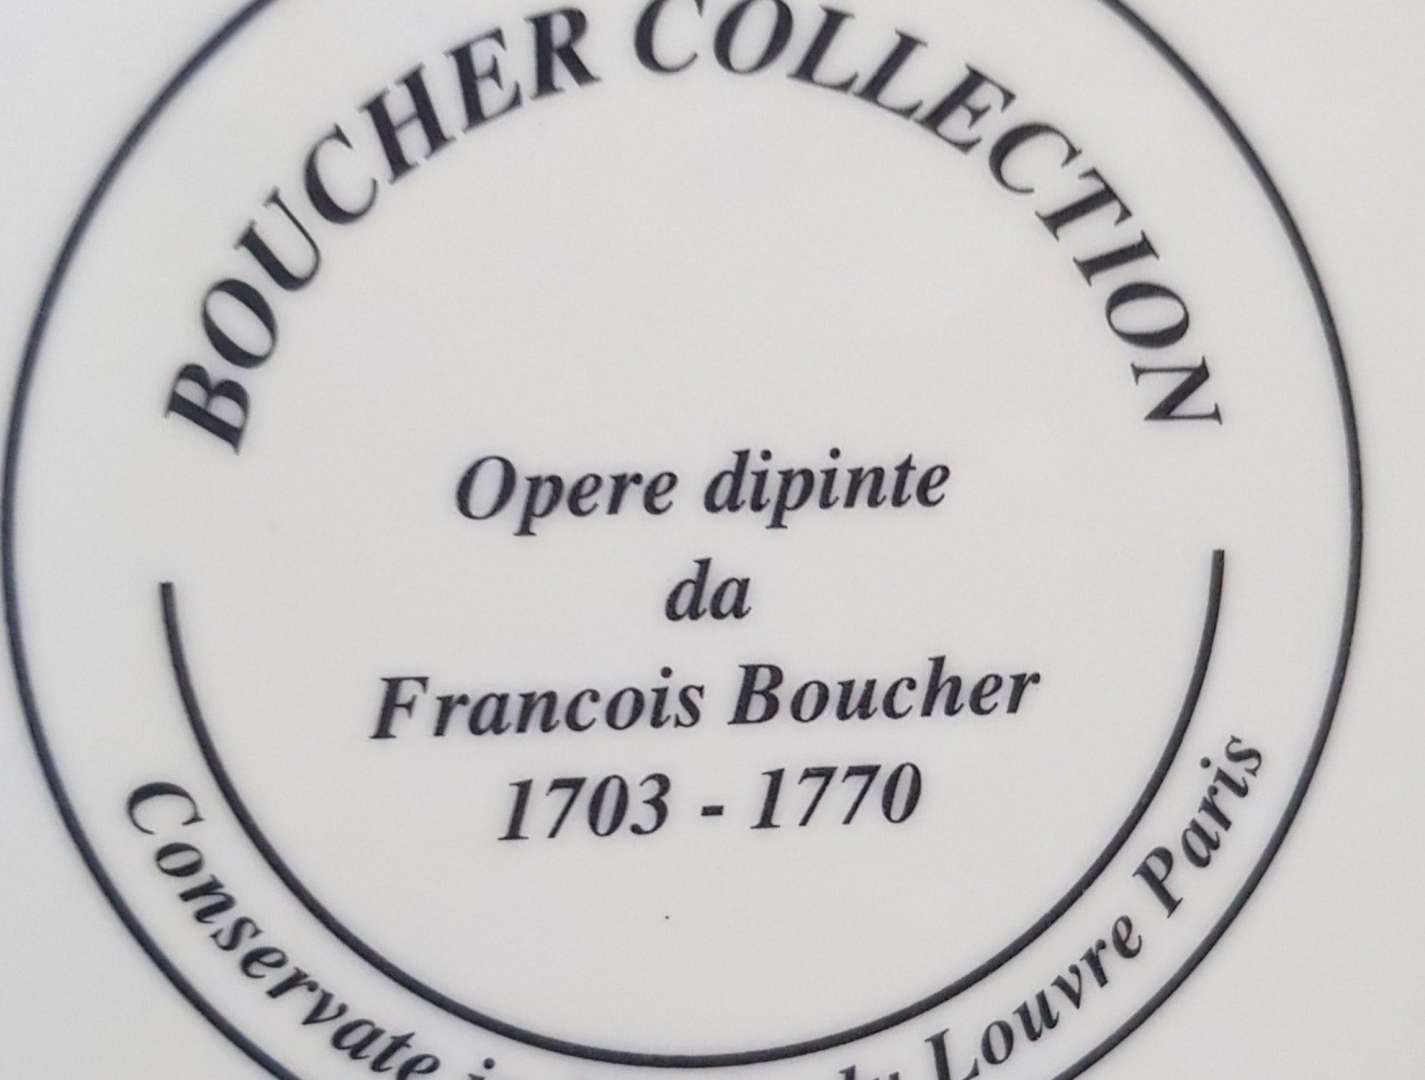 BOUCHER COLLECTION
Opere dipinte
da
Francois Boucher
1703 - 1770
Conservate Louvre Paris